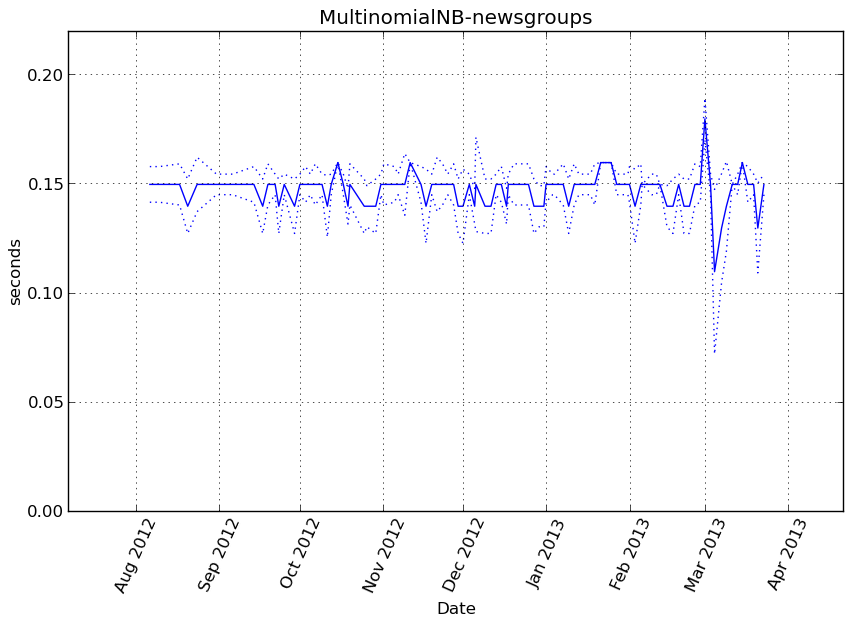 MultinomialNB-newsgroups
0.20
0.15
0.10
0.05
0.00
seconds
Aug 2012
Sep 2012
Oct 2012
Nov 2012
Dec 2012
Jan 2013
Feb 2013
Mar 2013
Apr 2013
Date